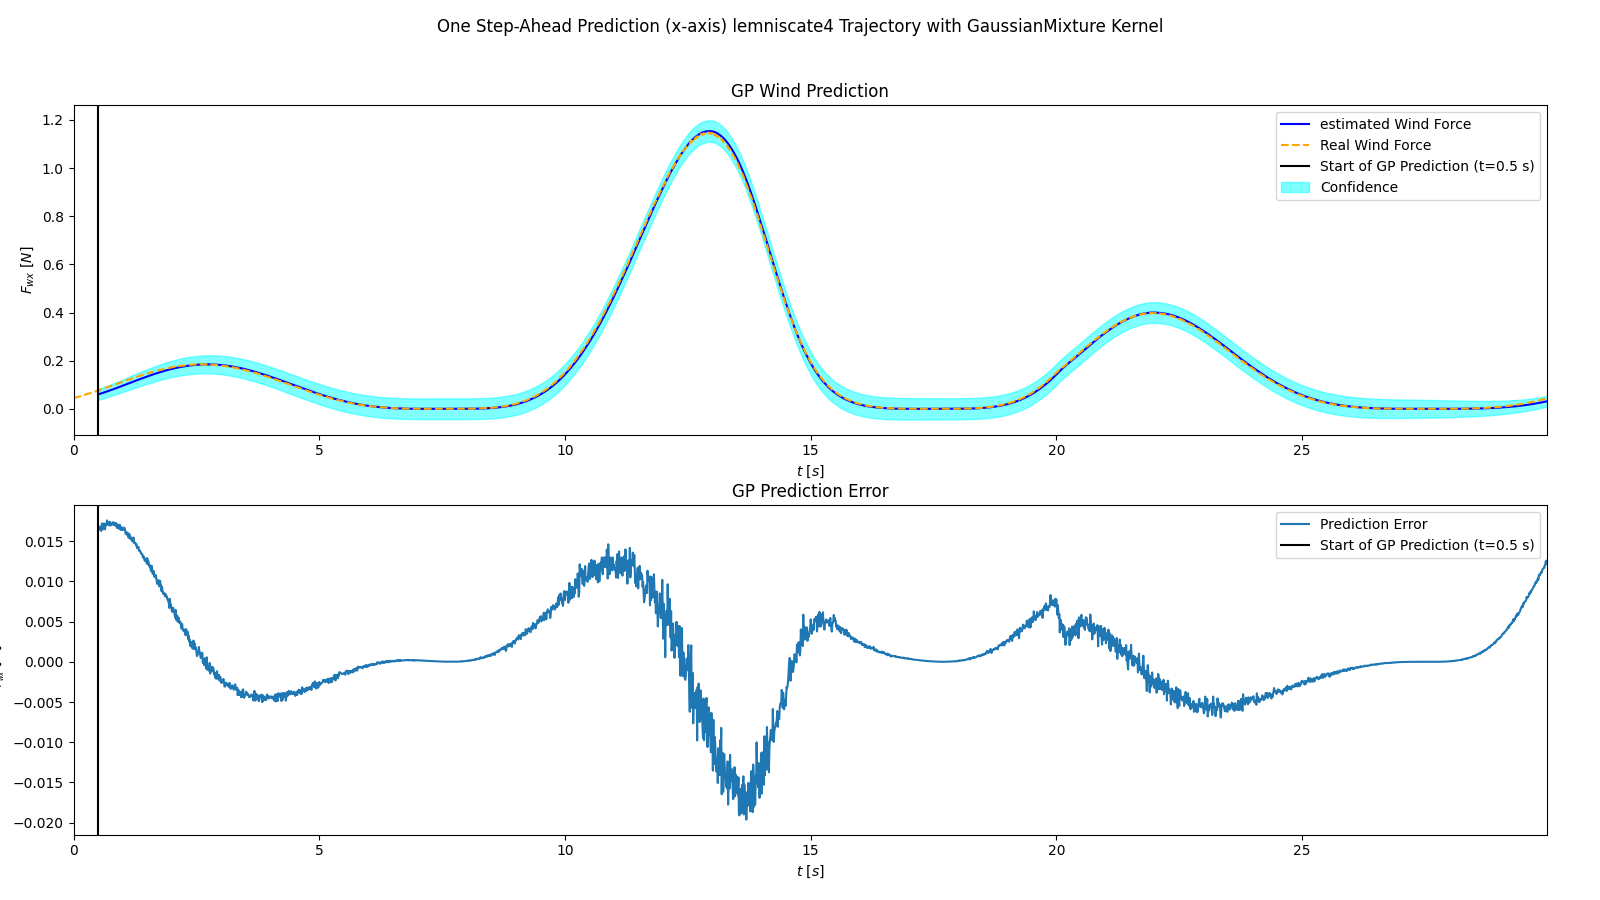 One Step-Ahead Prediction (x-axis) lemniscate4 Trajectory with GaussianMixture Kernel
GP Wind Prediction
1.2
1.0
0.8
0.6
0.4
0.2
0.0
F_wx [N]
estimated Wind Force
Real Wind Force
Start of GP Prediction (t=0.5 s)
Confidence
0 5 10 15 20 25
t [s]
GP Prediction Error
0.015
0.010
0.005
0.000
−0.005
−0.010
−0.015
−0.020
Prediction Error
Start of GP Prediction (t=0.5 s)
0 5 10 15 20 25
t [s]